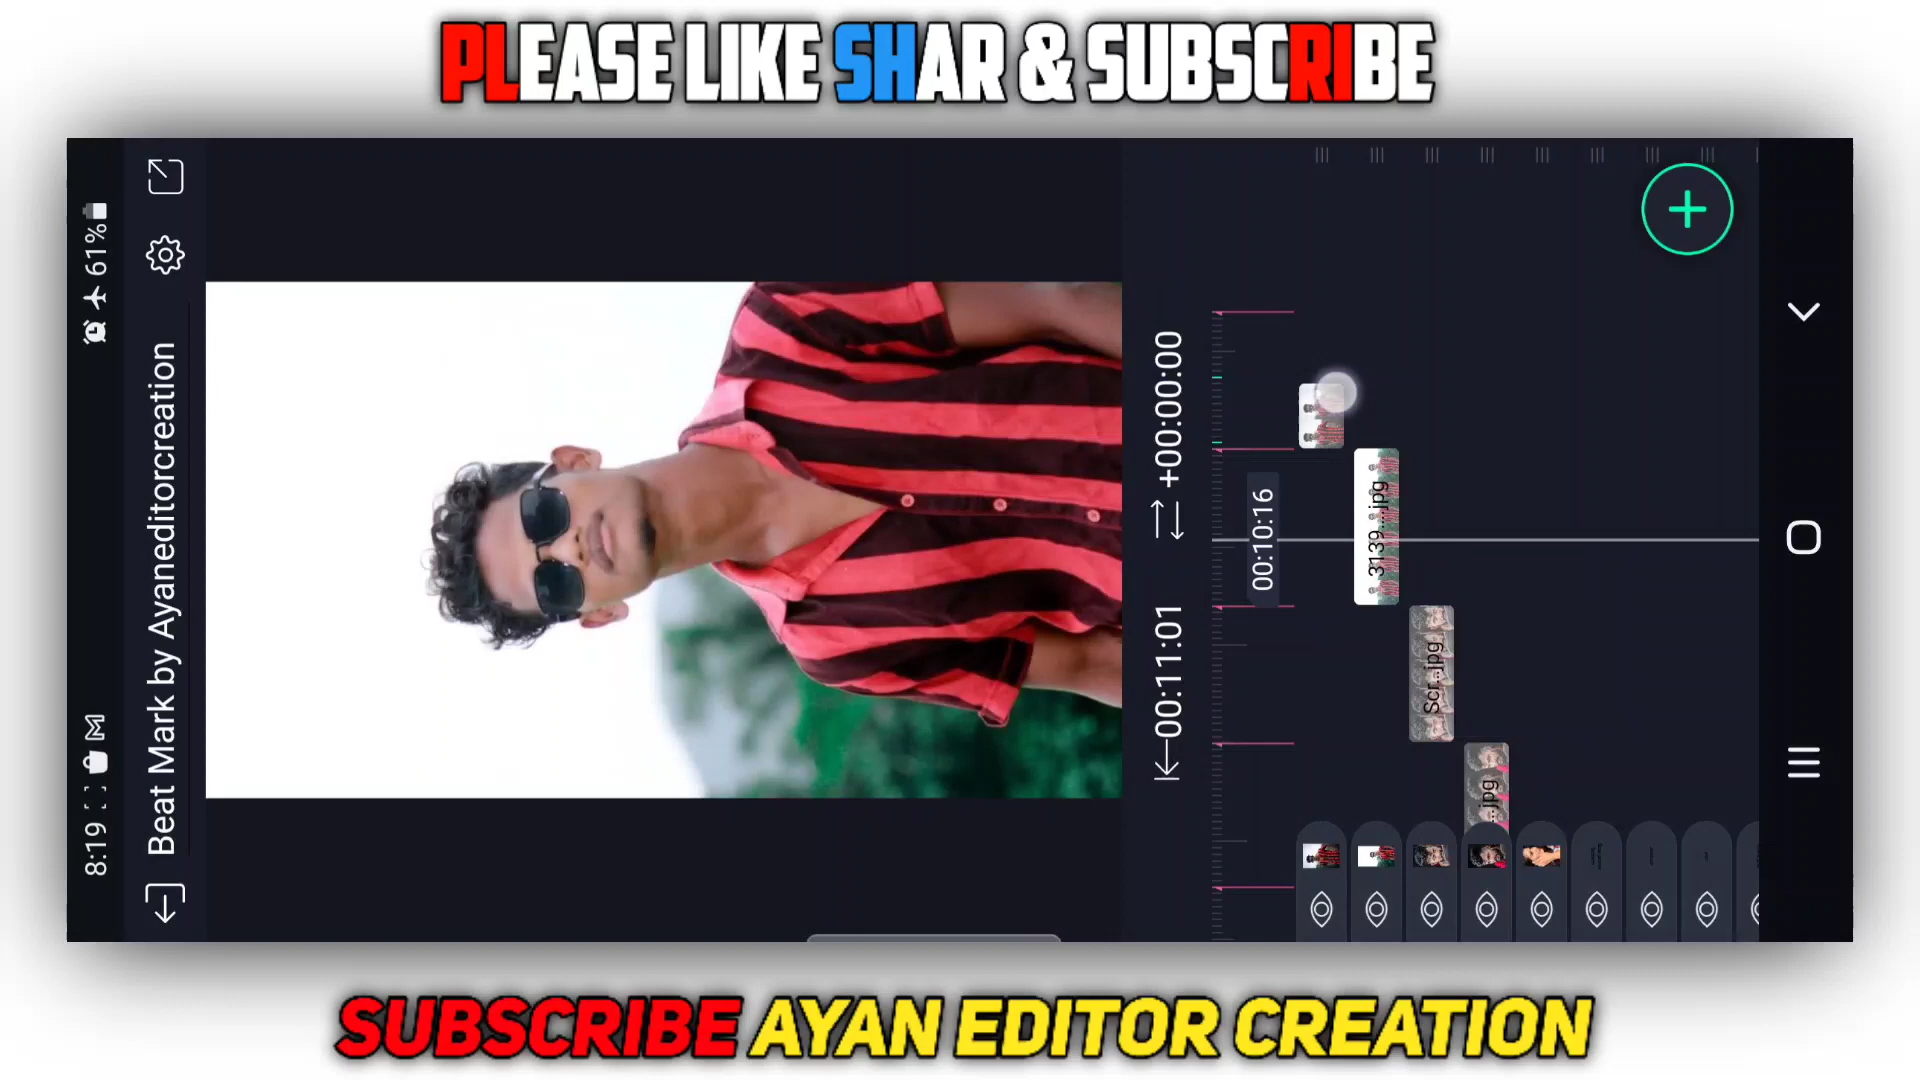 PLEASE LIKE SHAR & SUBSCRIBE
8:19
61%
Beat Mark by Ayaneditorcreation
00:11:01
+00:00:00
00:10:16
3139...jpg
Scr...jpg
...jpg
SUBSCRIBE AYAN EDITOR CREATION